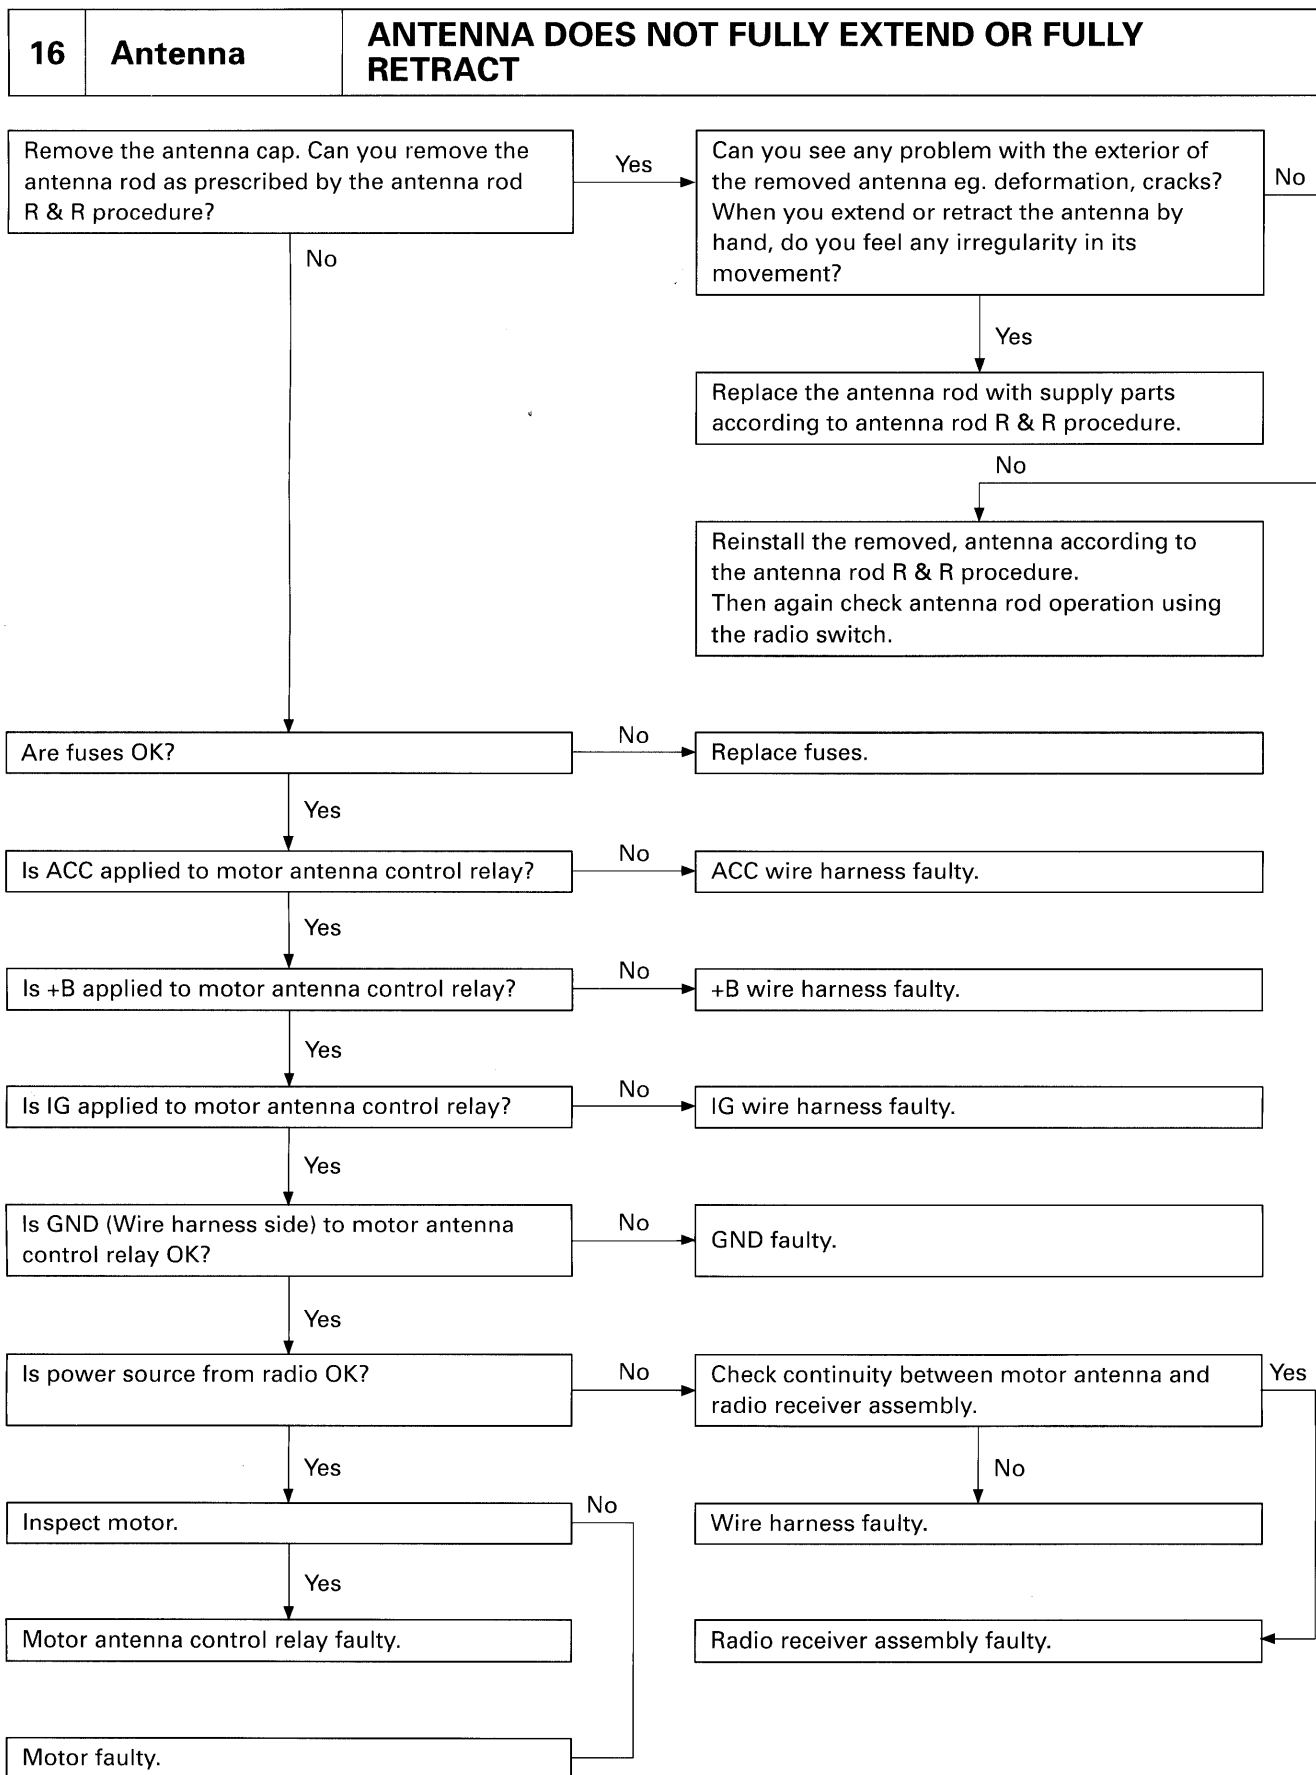 16
Antenna
ANTENNA DOES NOT FULLY EXTEND OR FULLY
RETRACT
Remove the antenna cap. Can you remove the
antenna rod as prescribed by the antenna rod
R & R procedure?
Yes
Can you see any problem with the exterior of
the removed antenna eg. deformation, cracks?
When you extend or retract the antenna by
hand, do you feel any irregularity in its
movement?
No
No
Yes
Replace the antenna rod with supply parts
according to antenna rod R & R procedure.
No
Reinstall the removed, antenna according to
the antenna rod R & R procedure.
Then again check antenna rod operation using
the radio switch.
Are fuses OK?
No
Replace fuses.
Yes
Is ACC applied to motor antenna control relay?
No
ACC wire harness faulty.
Yes
Is +B applied to motor antenna control relay?
No
+B wire harness faulty.
Yes
Is IG applied to motor antenna control relay?
No
IG wire harness faulty.
Yes
Is GND (Wire harness side) to motor antenna
control relay OK?
No
GND faulty.
Yes
Is power source from radio OK?
No
Check continuity between motor antenna and
radio receiver assembly.
Yes
Yes
No
Inspect motor.
No
Wire harness faulty.
Yes
Motor antenna control relay faulty.
Radio receiver assembly faulty.
Motor faulty.